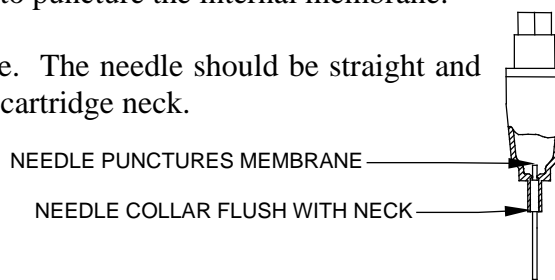 to puncture the internal membrane.
e. The needle should be straight and
cartridge neck.
NEEDLE PUNCTURES MEMBRANE
NEEDLE COLLAR FLUSH WITH NECK